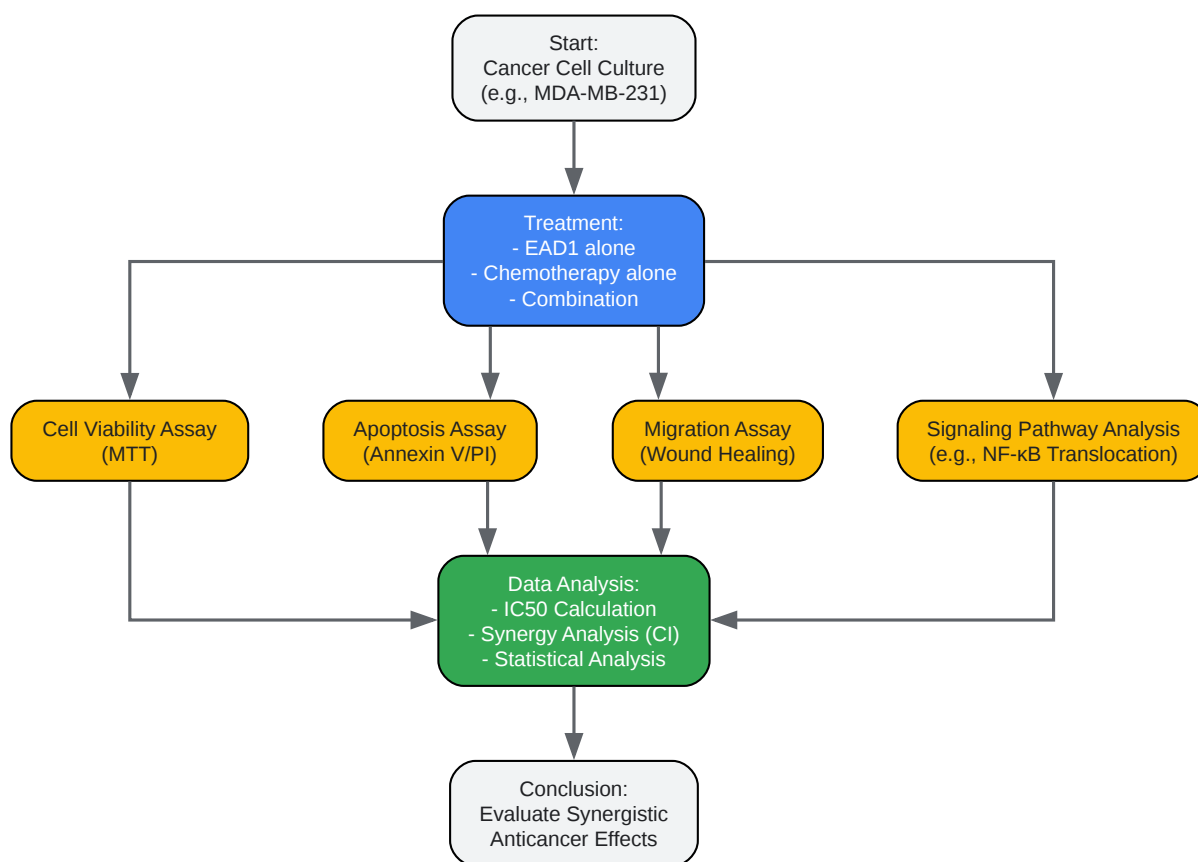 Start:
Cancer Cell Culture
(e.g., MDA-MB-231)
Treatment:
- EAD1 alone
- Chemotherapy alone
- Combination
Cell Viability Assay
(MTT)
Apoptosis Assay
(Annexin V/PI)
Migration Assay
(Wound Healing)
Signaling Pathway Analysis
(e.g., NF-κB Translocation)
Data Analysis:
- IC50 Calculation
- Synergy Analysis (CI)
- Statistical Analysis
Conclusion:
Evaluate Synergistic
Anticancer Effects